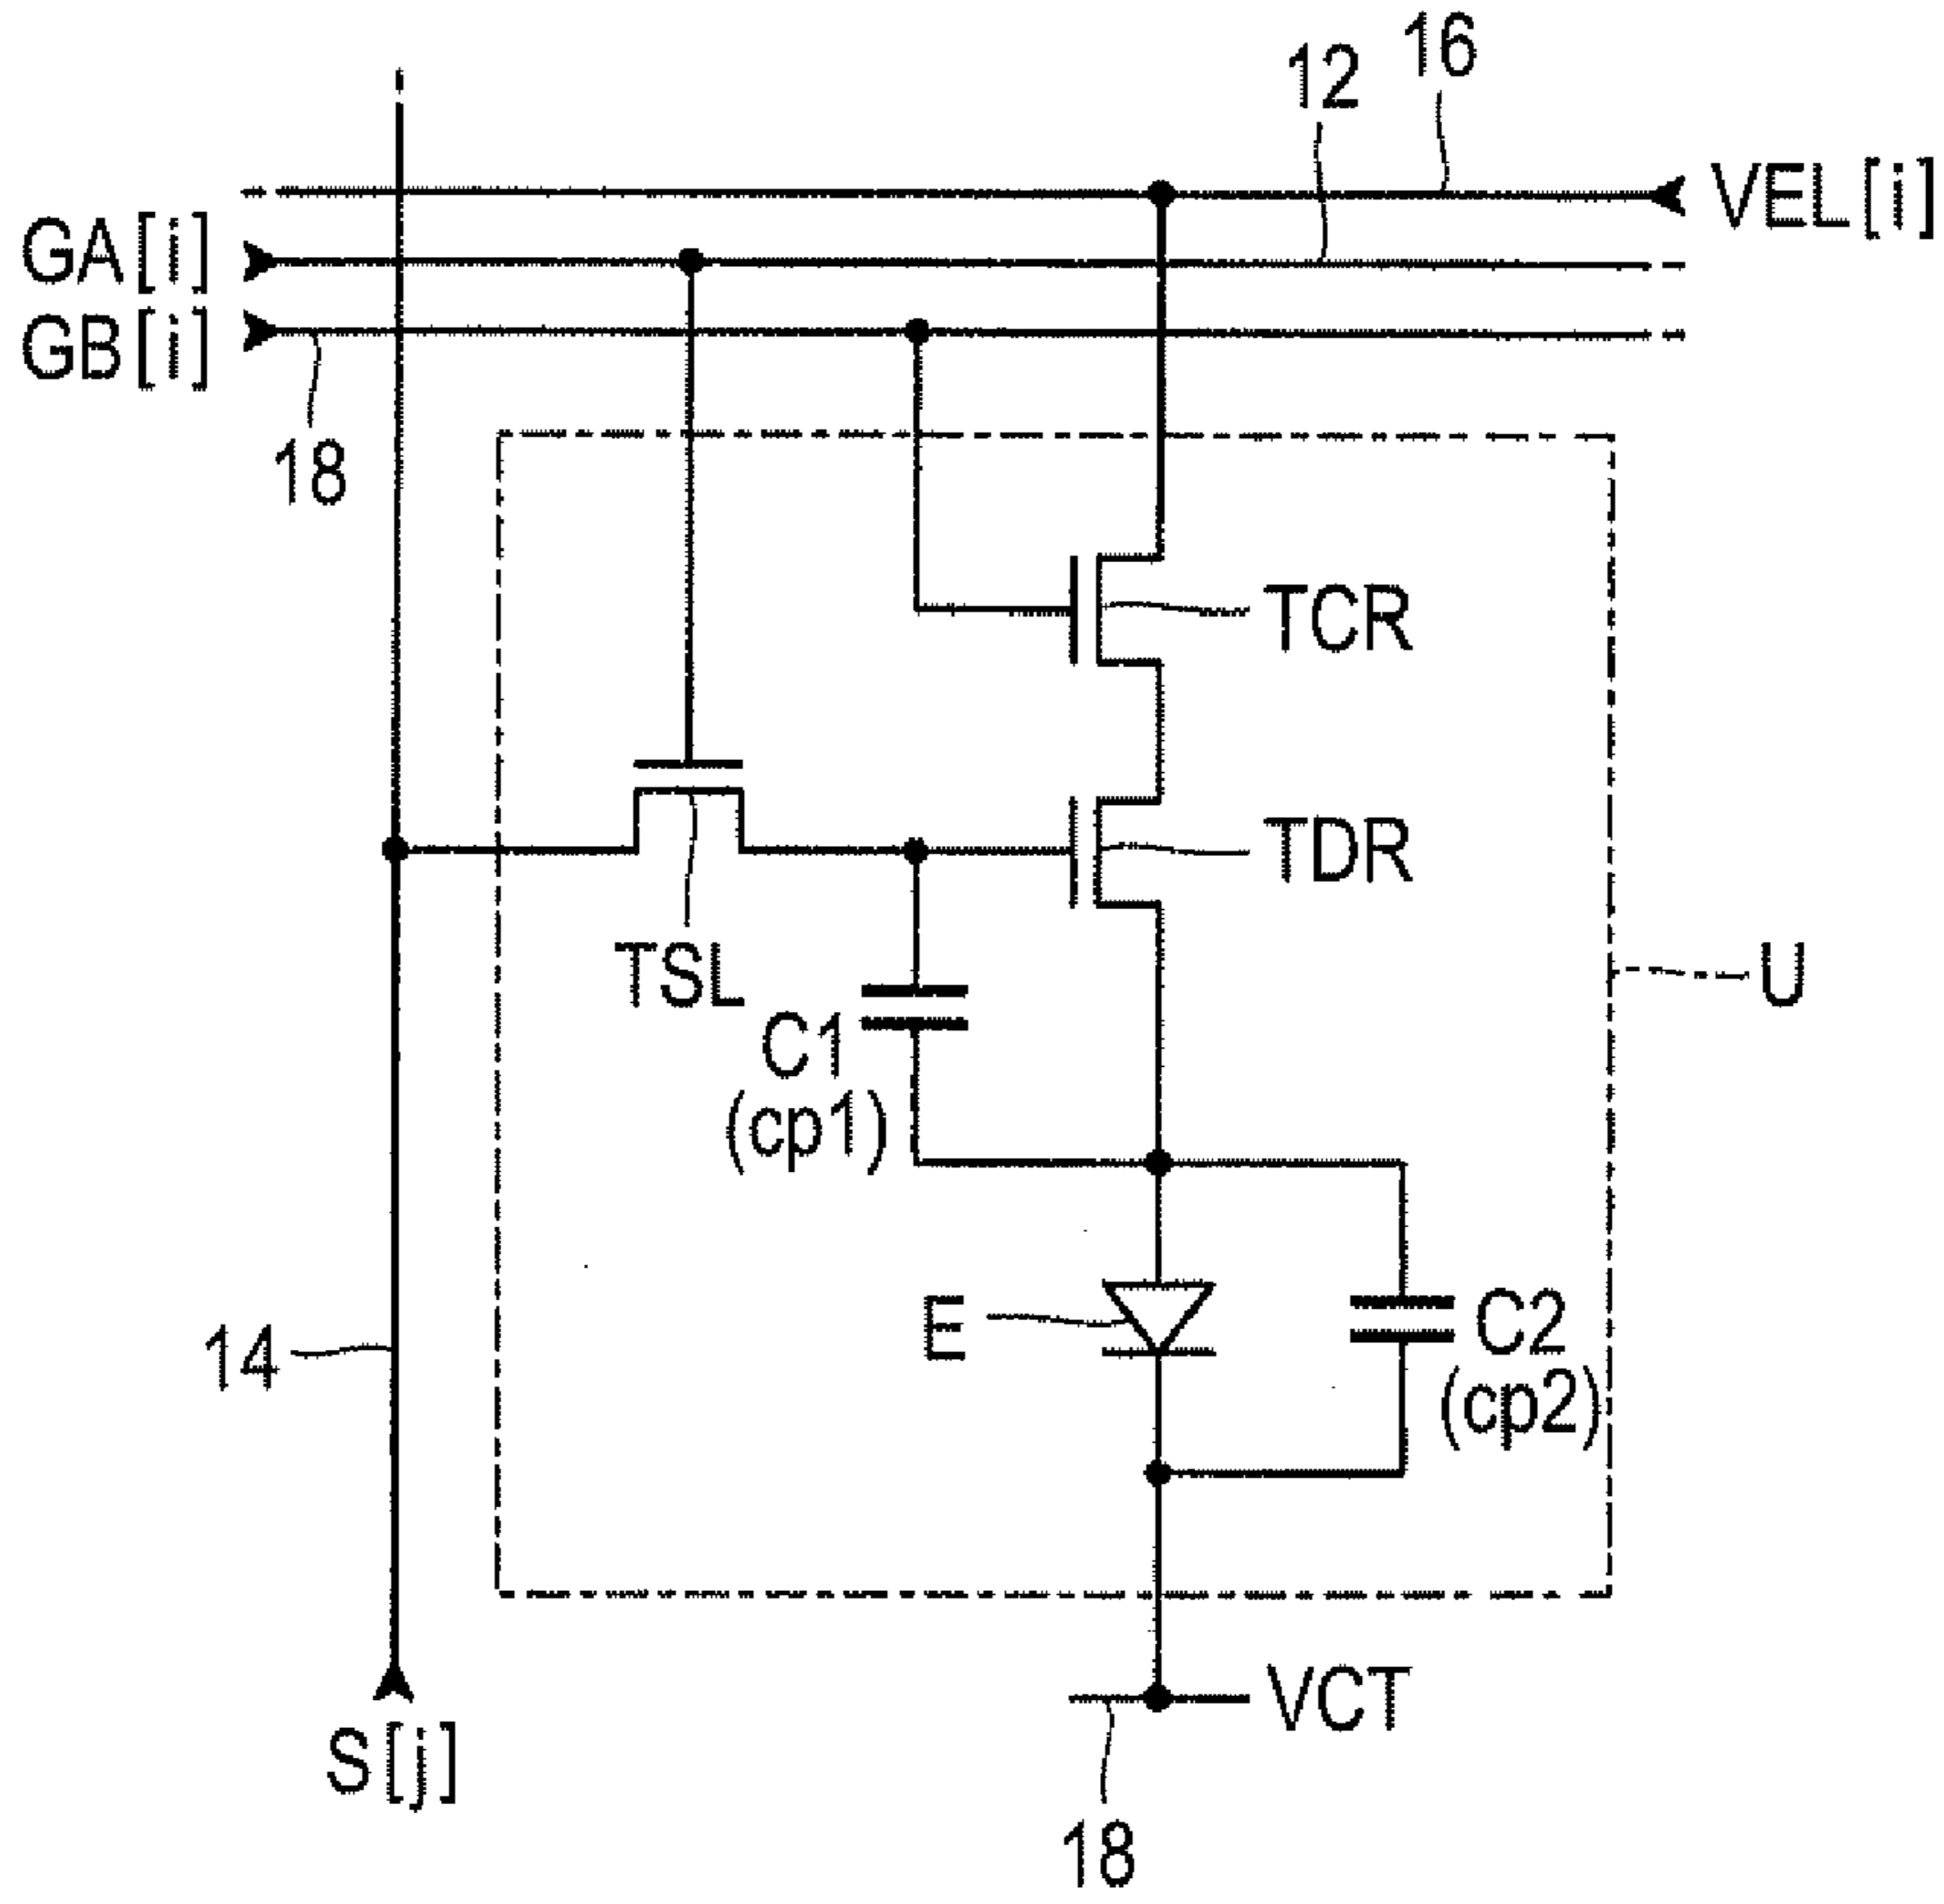 16
12
VEL[i]
GA[i]
GB[i]
18
TCR
TDR
TSL
U
C1
(cp1)
E
C2
(cp2)
14
S[j]
VCT
18